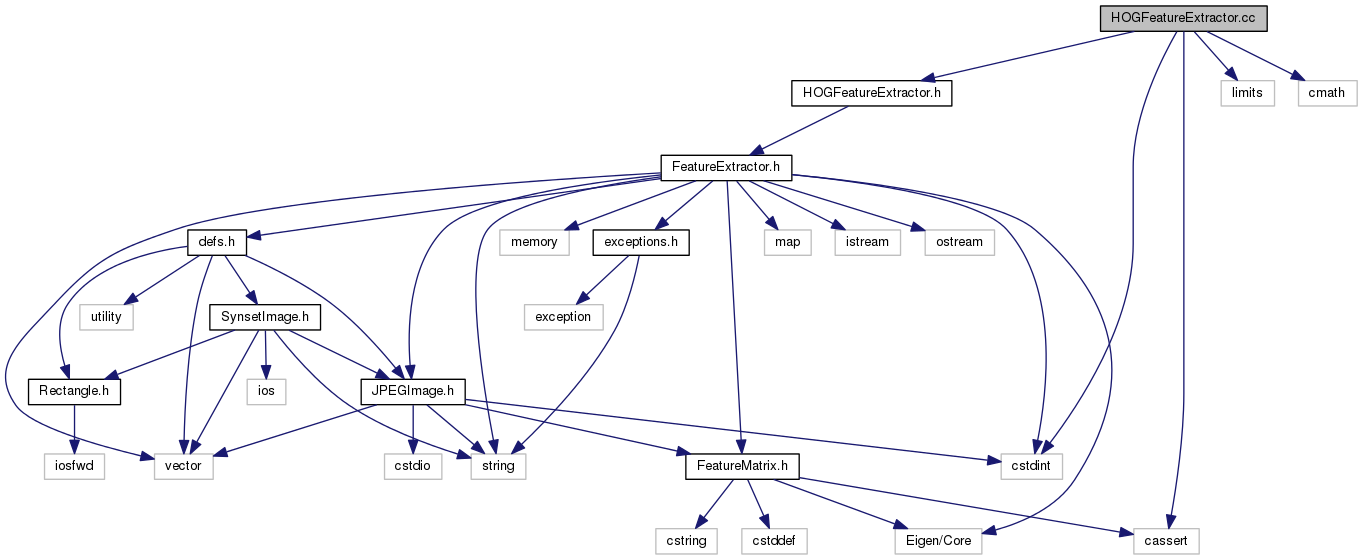 HOGFeatureExtractor.cc
HOGFeatureExtractor.h
limits
cmath
FeatureExtractor.h
defs.h
memory
exceptions.h
map
istream
ostream
utility
SynsetImage.h
exception
Rectangle.h
ios
JPEGImage.h
iosfwd
vector
cstdio
string
FeatureMatrix.h
cstdint
cstring
cstddef
Eigen/Core
cassert